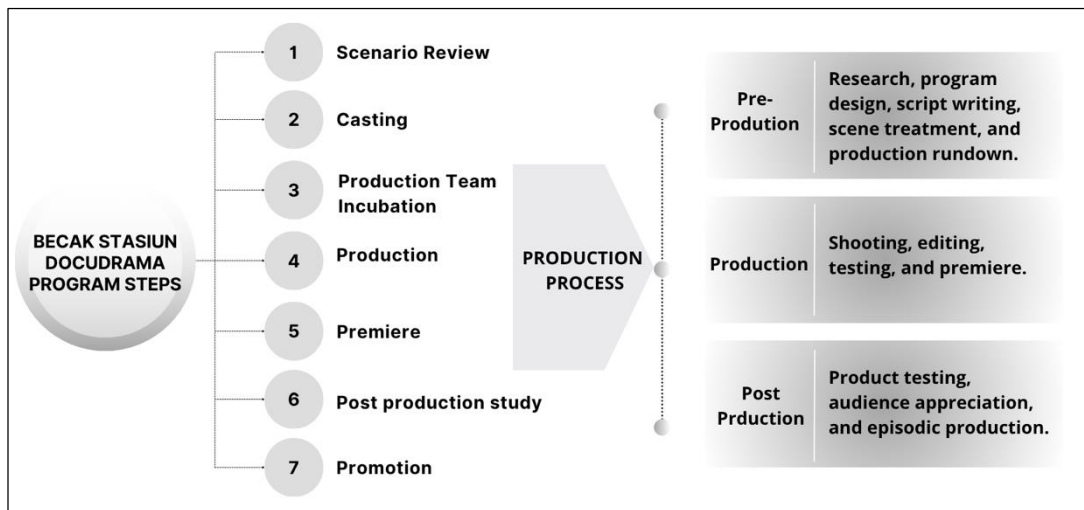 BECAK STASIUN
DOCUDRAMA
PROGRAM STEPS
1
Scenario Review
2
Casting
3
Production Team
Incubation
4
Production
5
Premiere
6
Post production study
7
Promotion
PRODUCTION
PROCESS
Pre-
Prodution
Research, program
design, script writing,
scene treatment, and
production rundown.
Production
Shooting, editing,
testing, and premiere.
Post
Prduction
Product testing,
audience appreciation,
and episodic production.